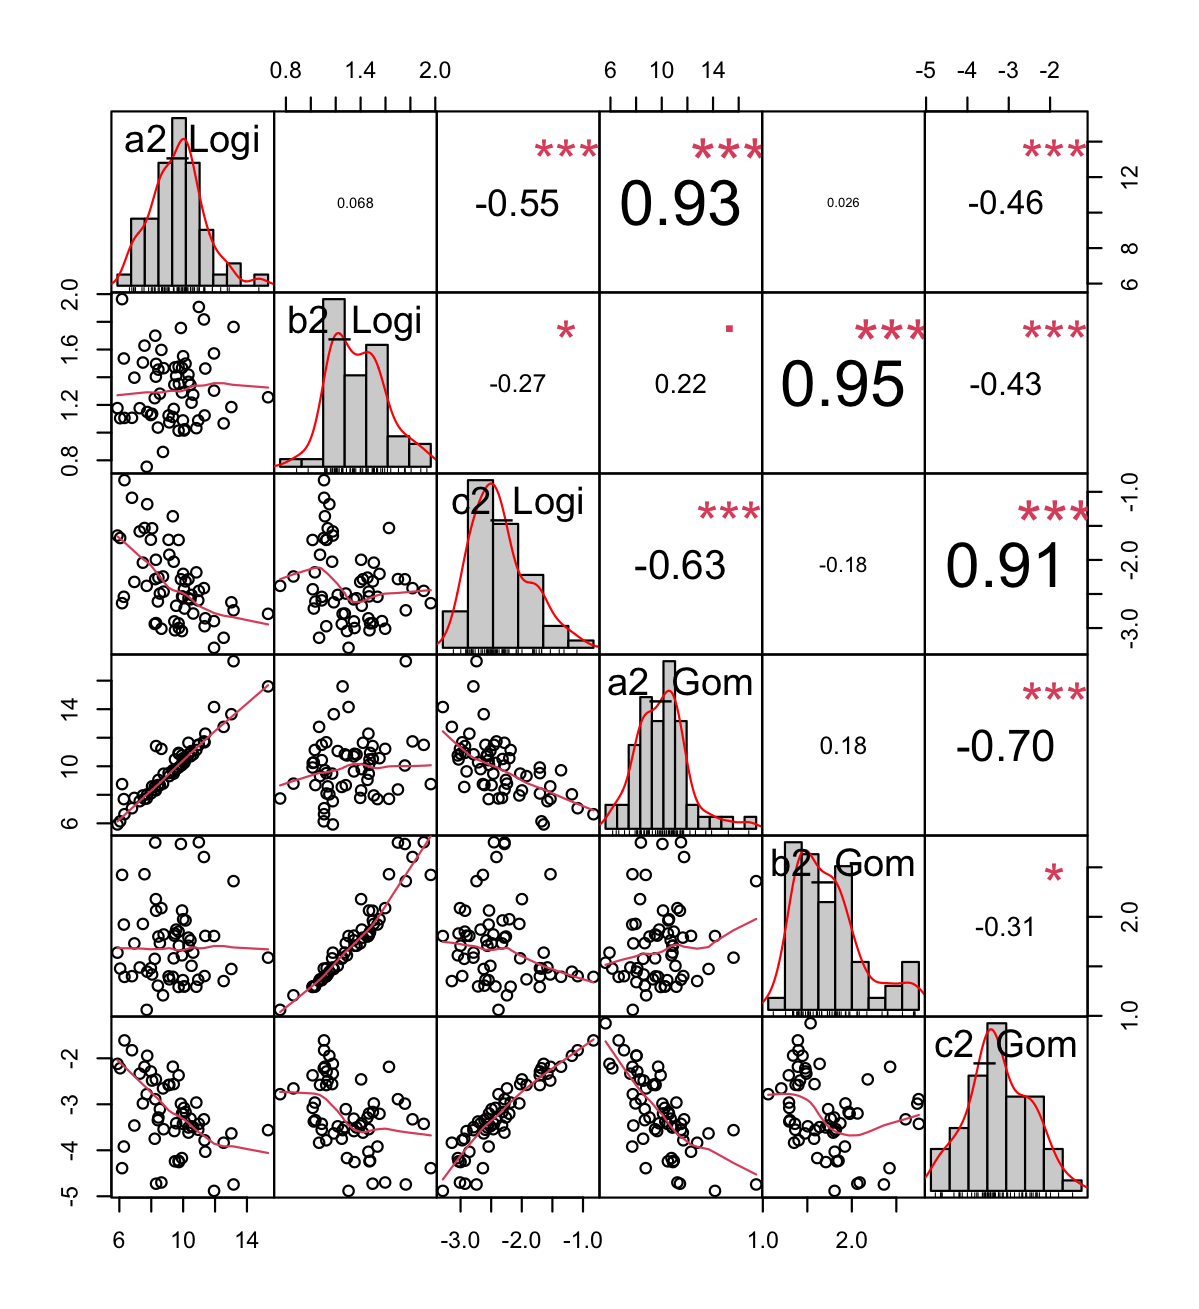 0.8 1.4 2.0 6 10 14 -5 -4 -3 -2
a2_Logi 0.068 *** -0.55 *** 0.93 0.026 *** -0.46 6 8 12
0.8 1.2 1.6 2.0 b2_Logi * -0.27 . 0.22 *** 0.95 *** -0.43
c2_Logi *** -0.63 -0.18 *** 0.91 -3.0 -2.0 -1.0
6 10 14 a2_Gom 0.18 *** -0.70
b2_Gom * -0.31 1.0 2.0
-5 -4 -3 -2 c2_Gom
6 10 14 -3.0 -2.0 -1.0 1.0 2.0